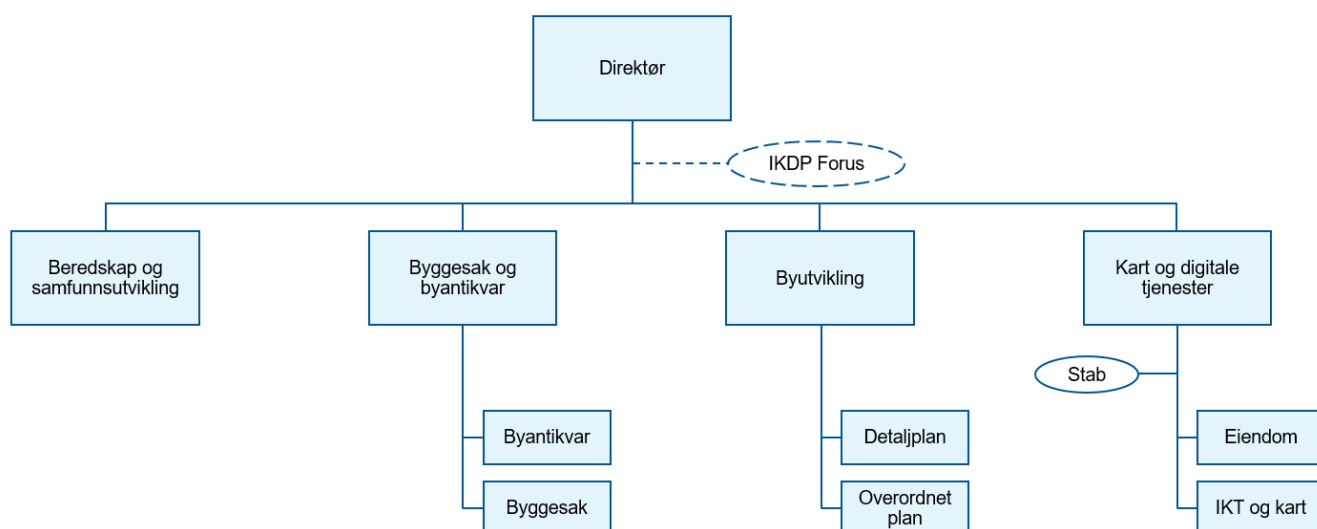 Direktør
IKDP Forus
Beredskap og
samfunnsutvikling
Byggesak og
byantikvar
Byutvikling
Kart og digitale
tjenester
Stab
Byantikvar
Detaljplan
Eiendom
Byggesak
Overordnet
plan
IKT og kart